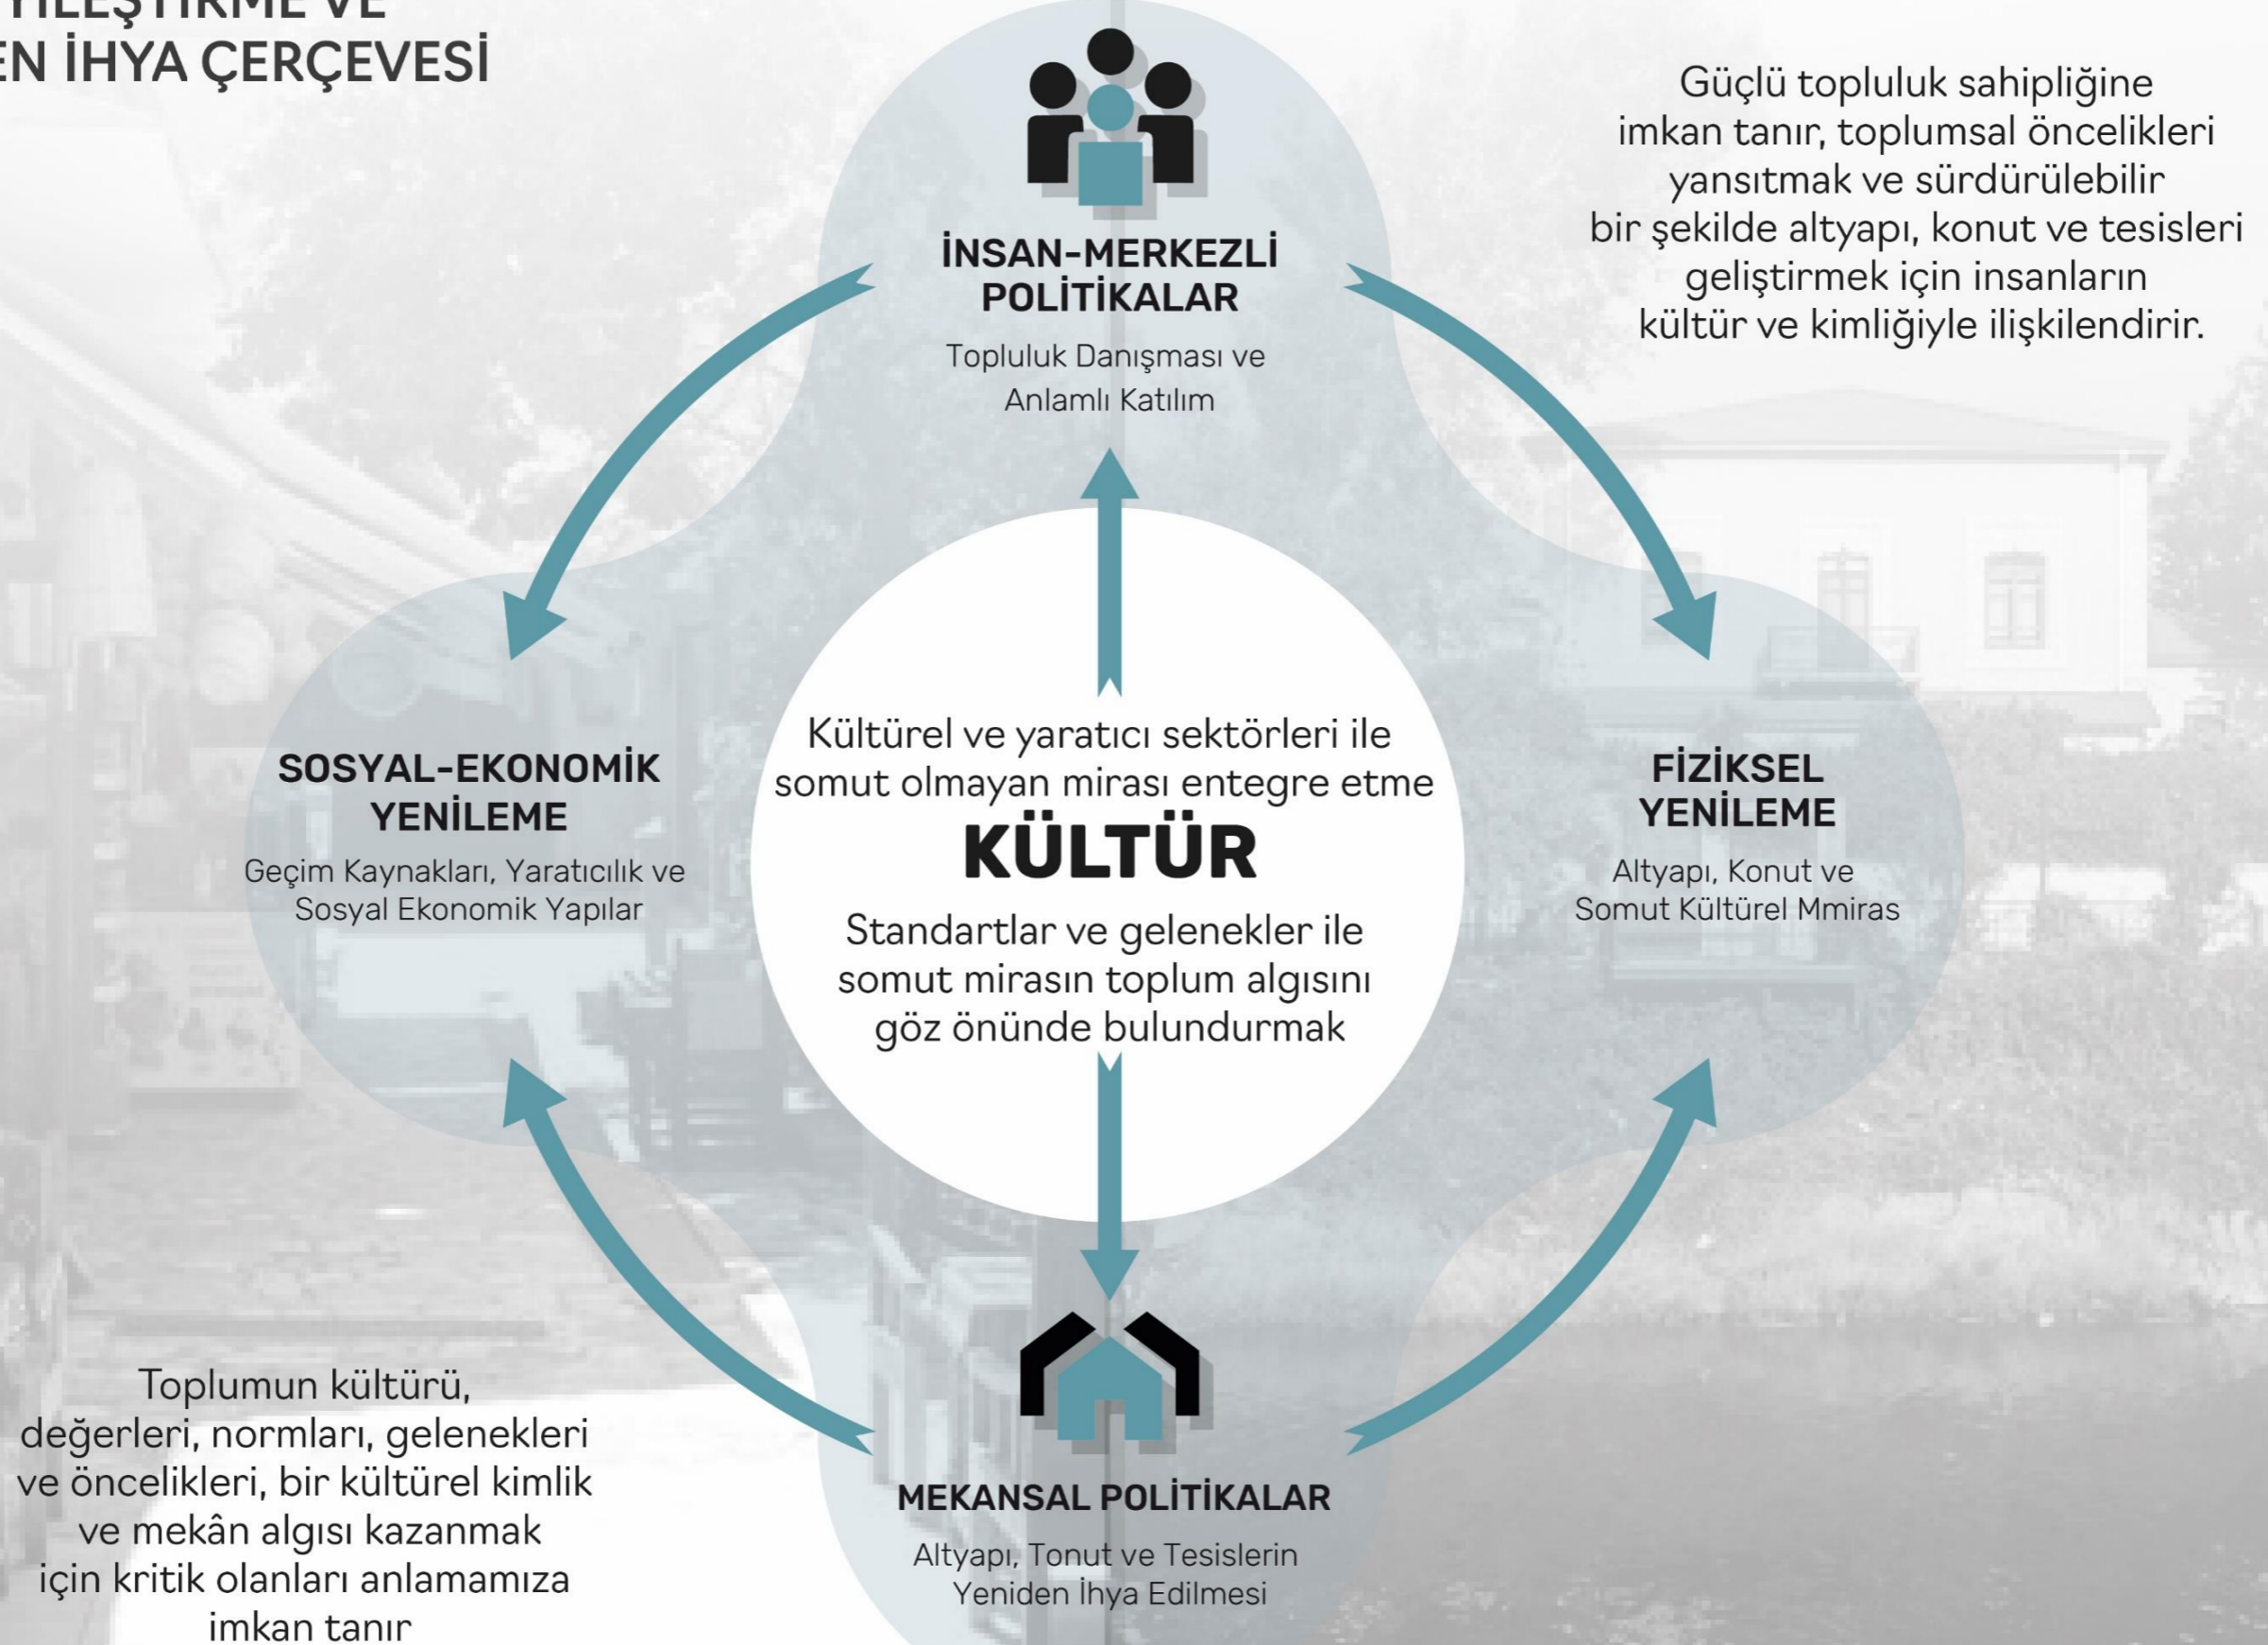 YİLEŞTİRME VE
EN İHYA ÇERÇEVESİ
Güçlü topluluk sahipliğine
imkan tanır, toplumsal öncelikleri
yansıtmak ve sürdürülebilir
bir şekilde altyapı, konut ve tesisleri
geliştirmek için insanların
kültür ve kimliğiyle ilişkilendirir.
İNSAN-MERKEZLİ
POLİTİKALAR
Topluluk Danışması ve
Anlamlı Katılım
SOSYAL-EKONOMİK
YENİLEME
Geçim Kaynakları, Yaratıcılık ve
Sosyal Ekonomik Yapılar
Kültürel ve yaratıcı sektörleri ile
somut olmayan mirası entegre etme
KÜLTÜR
Standartlar ve gelenekler ile
somut mirasın toplum algısını
göz önünde bulundurmak
FİZİKSEL
YENİLEME
Altyapı, Konut ve
Somut Kültürel Mmiras
Toplumun kültürü,
değerleri, normları, gelenekleri
ve öncelikleri, bir kültürel kimlik
ve mekân algısı kazanmak
için kritik olanları anlamamıza
imkan tanır
MEKANSAL POLİTİKALAR
Altyapı, Tonut ve Tesislerin
Yeniden İhya Edilmesi